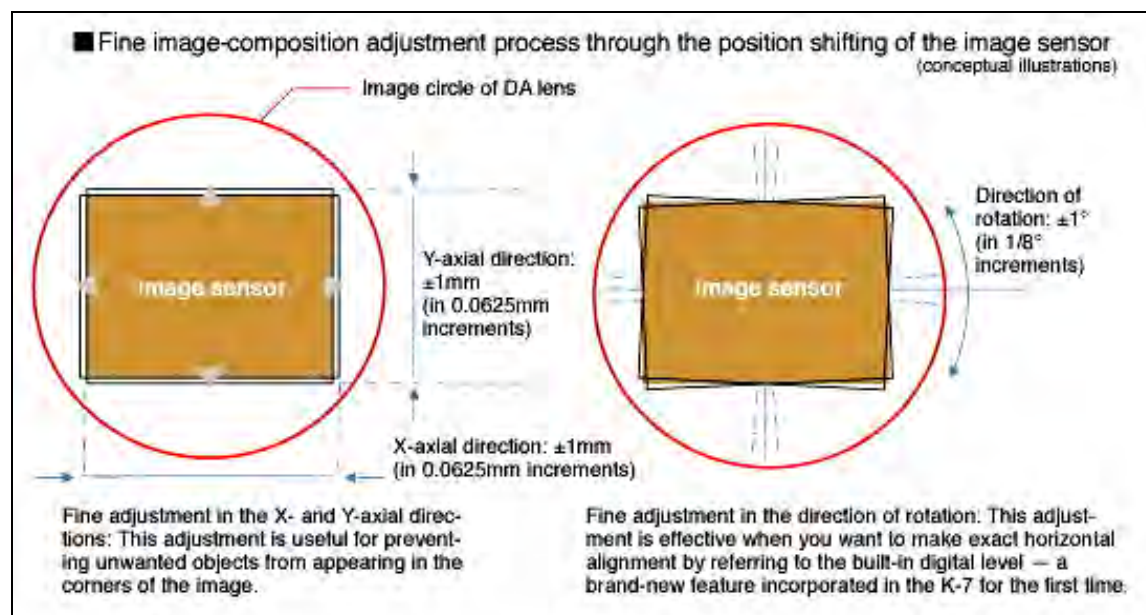 ■ Fine image-composition adjustment process through the position shifting of the image sensor
(conceptual illustrations)
Image circle of DA lens
Image sensor
Y-axial direction:
±1mm
(in 0.0625mm
increments)
X-axial direction: ±1mm
(in 0.0625mm increments)
Fine adjustment in the X- and Y-axial direc-
tions: This adjustment is useful for prevent-
ing unwanted objects from appearing in the
corners of the image.
Image sensor
Direction of
rotation: ±1°
(in 1/8°
increments)
Fine adjustment in the direction of rotation: This adjust-
ment is effective when you want to make exact horizontal
alignment by referring to the built-in digital level — a
brand-new feature incorporated in the K-7 for the first time.